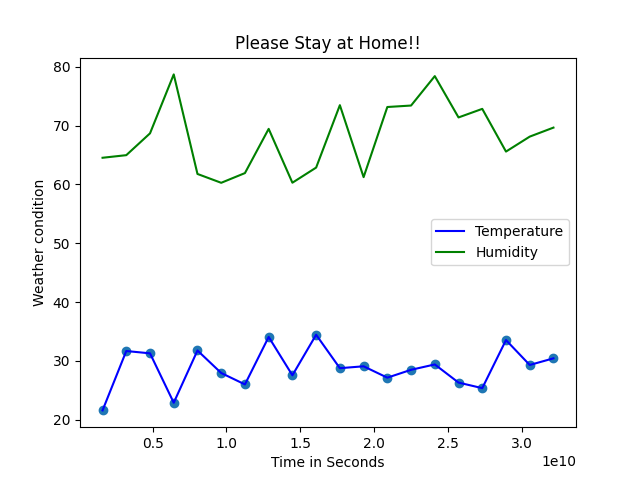 Please Stay at Home!!
Weather condition
80
70
60
50
40
30
20
Temperature
Humidity
0.5 1.0 1.5 2.0 2.5 3.0
1e10
Time in Seconds